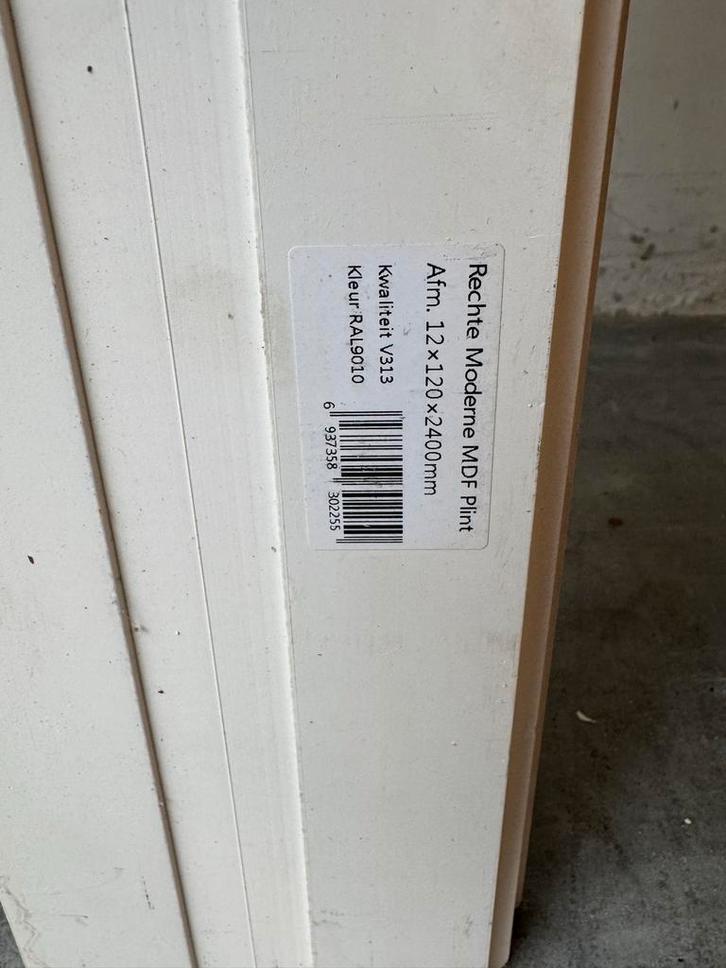 Rechte Moderne MDF Plint
Afm. 12×120×2400mm
Kwaliteit V313
Kleur RAL9010
6 937358 302255